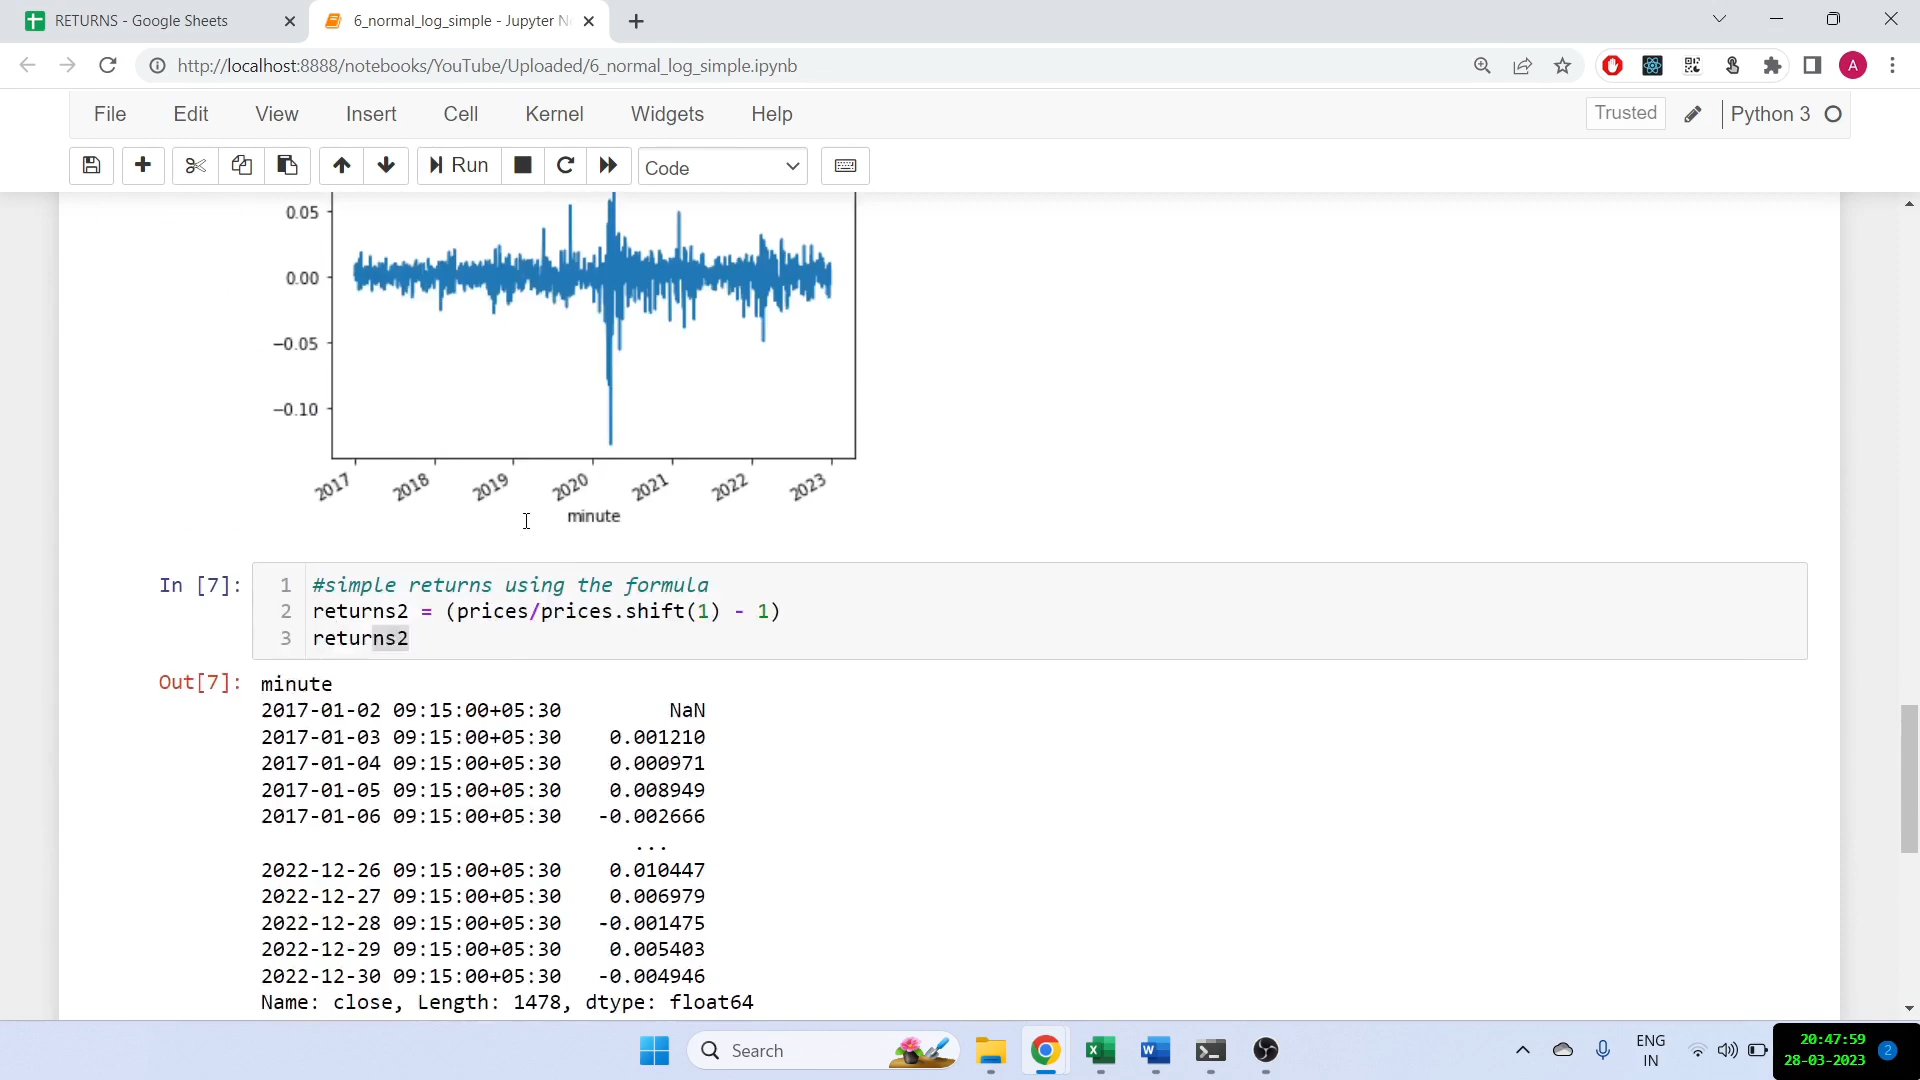 RETURNS - Google Sheets
6_normal_log_simple - Jupyter N
http://localhost:8888/notebooks/YouTube/Uploaded/6_normal_log_simple.ipynb
A
File Edit View Insert Cell Kernel Widgets Help
Trusted
Python 3
Run
Code
0.05
0.00
−0.05
−0.10
2017 2018 2019 2020 2021 2022 2023
minute
In [7]:
1 #simple returns using the formula
2 returns2 = (prices/prices.shift(1) - 1)
3 returns2
Out[7]: minute
2017-01-02 09:15:00+05:30 NaN
2017-01-03 09:15:00+05:30 0.001210
2017-01-04 09:15:00+05:30 0.000971
2017-01-05 09:15:00+05:30 0.008949
2017-01-06 09:15:00+05:30 -0.002666
...
2022-12-26 09:15:00+05:30 0.010447
2022-12-27 09:15:00+05:30 0.006979
2022-12-28 09:15:00+05:30 -0.001475
2022-12-29 09:15:00+05:30 0.005403
2022-12-30 09:15:00+05:30 -0.004946
Name: close, Length: 1478, dtype: float64
Search
ENG
IN
20:47:59
28-03-2023
2